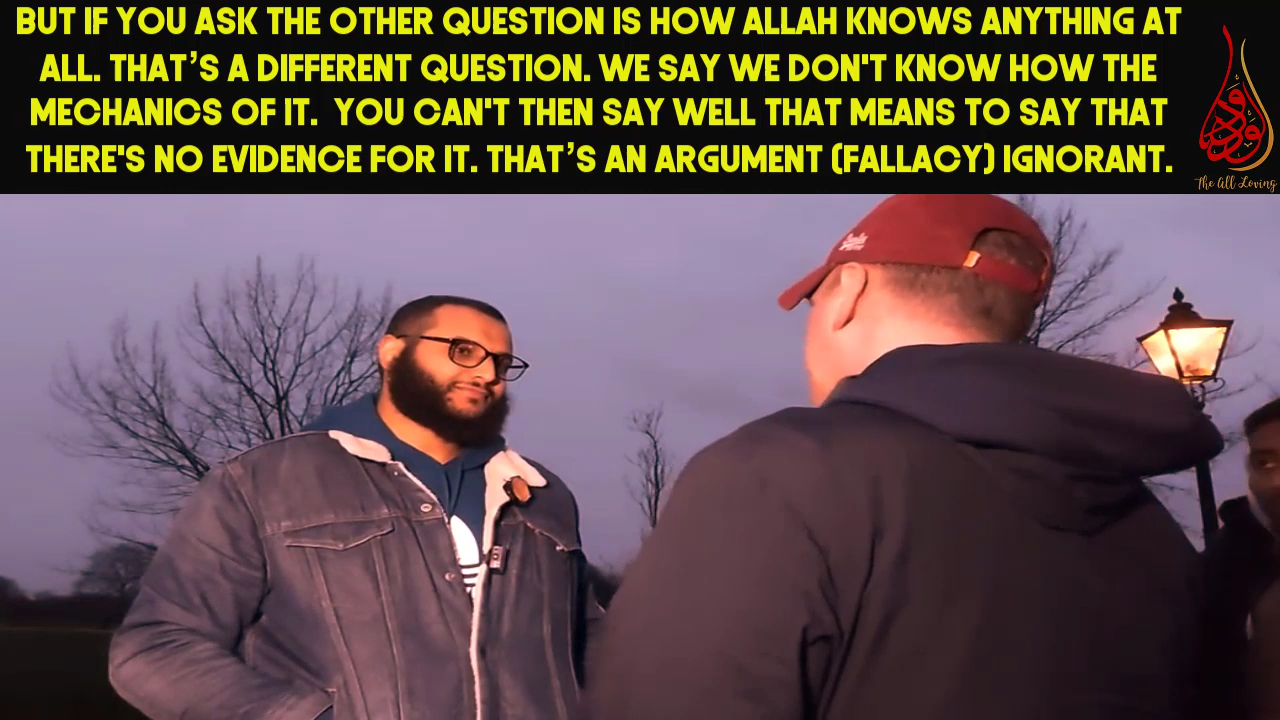 BUT IF YOU ASK THE OTHER QUESTION IS HOW ALLAH KNOWS ANYTHING AT
ALL. THAT’S A DIFFERENT QUESTION. WE SAY WE DON'T KNOW HOW THE
MECHANICS OF IT.  YOU CAN'T THEN SAY WELL THAT MEANS TO SAY THAT
THERE'S NO EVIDENCE FOR IT. THAT’S AN ARGUMENT (FALLACY) IGNORANT.
The All Loving